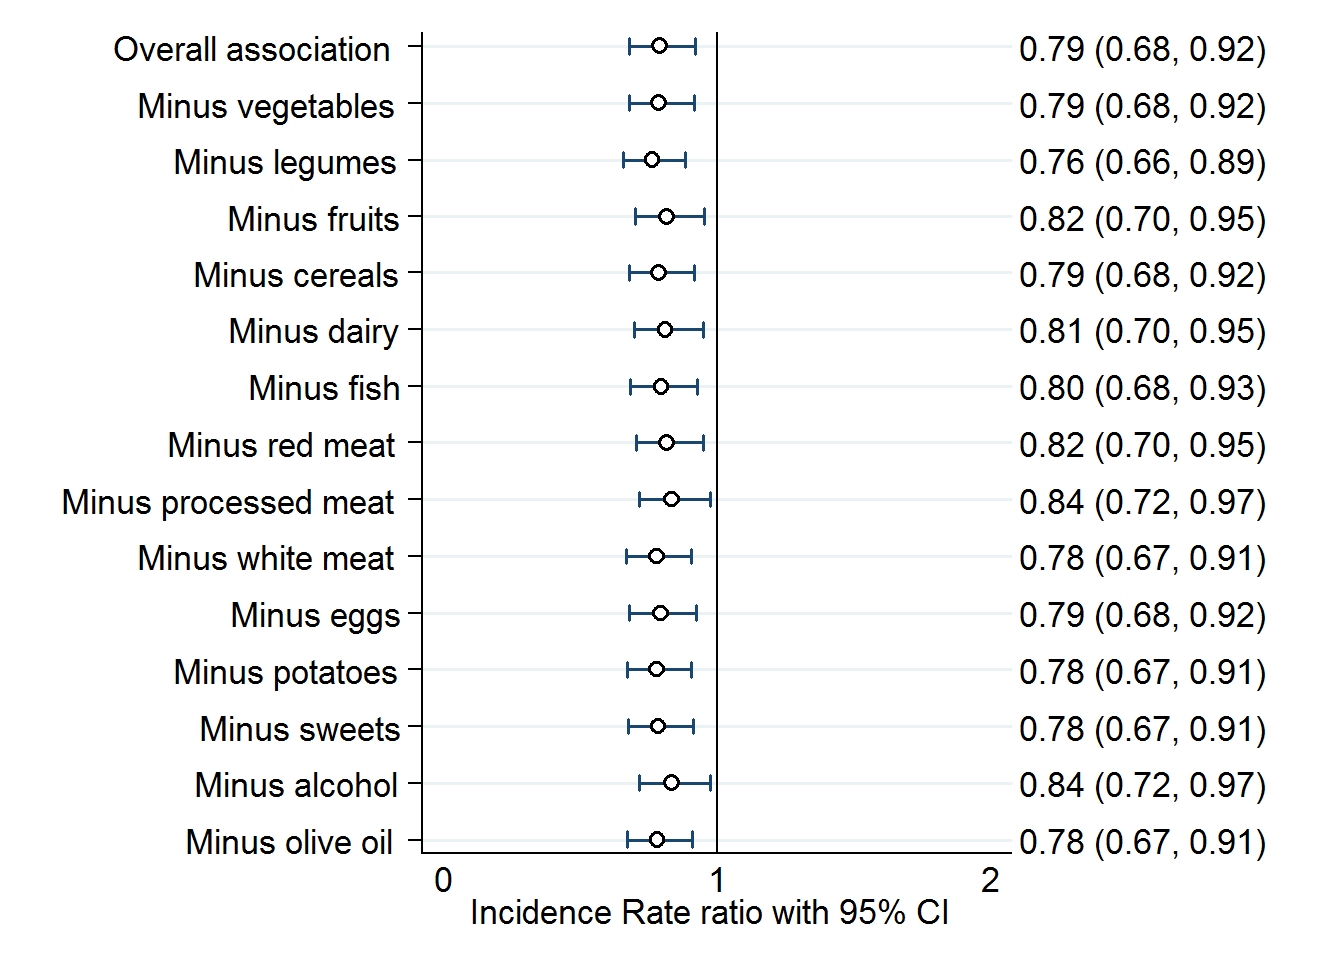 Overall association 0.79 (0.68, 0.92)
Minus vegetables 0.79 (0.68, 0.92)
Minus legumes 0.76 (0.66, 0.89)
Minus fruits 0.82 (0.70, 0.95)
Minus cereals 0.79 (0.68, 0.92)
Minus dairy 0.81 (0.70, 0.95)
Minus fish 0.80 (0.68, 0.93)
Minus red meat 0.82 (0.70, 0.95)
Minus processed meat 0.84 (0.72, 0.97)
Minus white meat 0.78 (0.67, 0.91)
Minus eggs 0.79 (0.68, 0.92)
Minus potatoes 0.78 (0.67, 0.91)
Minus sweets 0.78 (0.67, 0.91)
Minus alcohol 0.84 (0.72, 0.97)
Minus olive oil 0.78 (0.67, 0.91)
0 1 2
Incidence Rate ratio with 95% CI